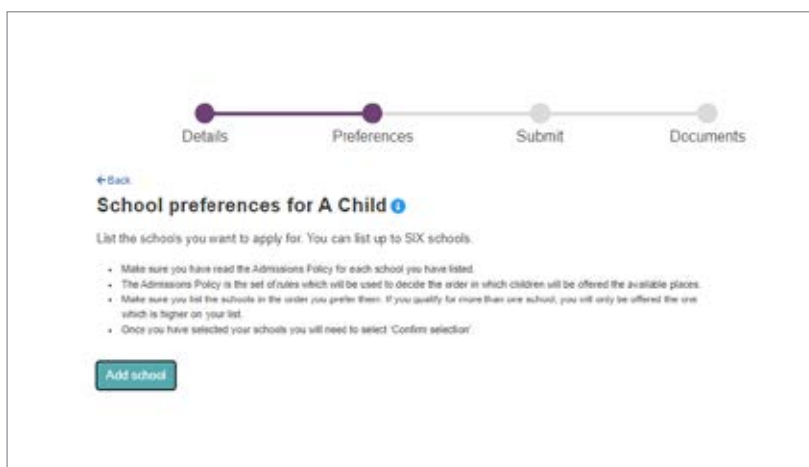 Details Preferences Submit Documents
Back
School preferences for A Child
List the schools you want to apply for. You can list up to SIX schools.
Make sure you have read the Admissions Policy for each school you have listed.
The Admissions Policy is the set of rules which will be used to decide the order in which children will be offered the available places.
Make sure you list the schools in the order you prefer them. If you qualify for more than one school, you will only be offered the one
which is higher on your list.
Once you have selected your schools you will need to select 'Confirm selection'
Add school